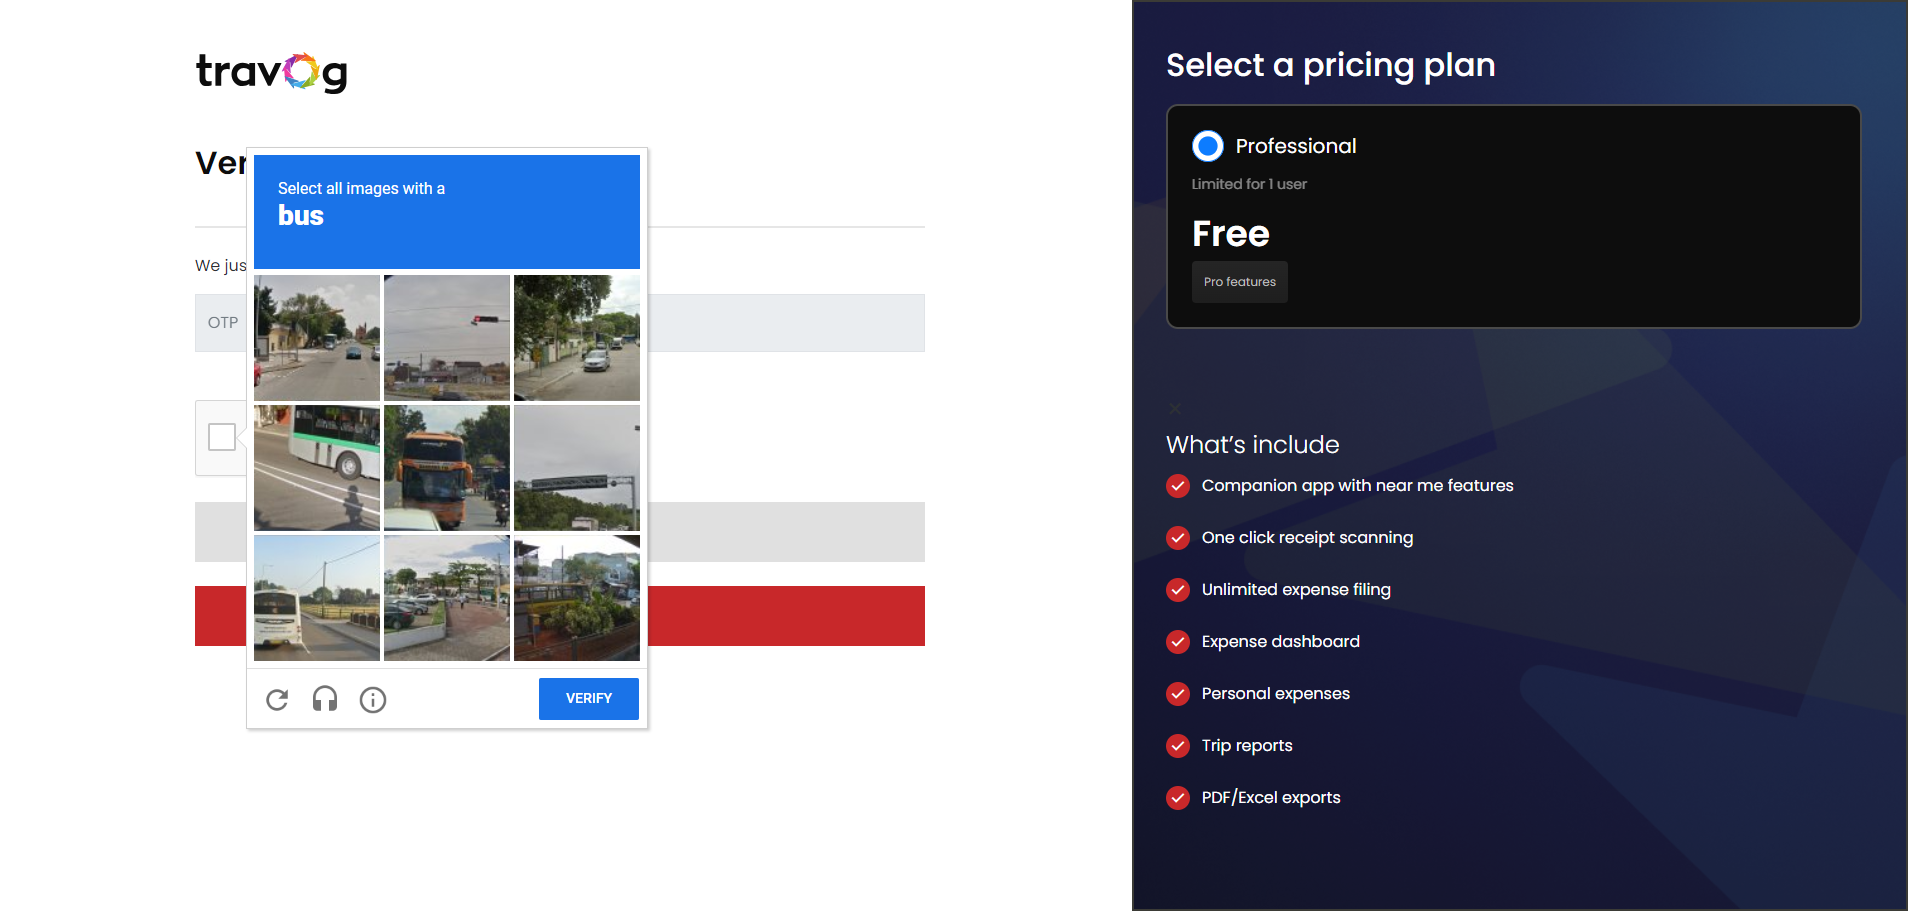 travog
Ver
Select all images with a
bus
We jus
OTP
VERIFY
Select a pricing plan
Professional
Limited for 1 user
Free
Pro features
What's include
Companion app with near me features
One click receipt scanning
Unlimited expense filing
Expense dashboard
Personal expenses
Trip reports
PDF/Excel exports